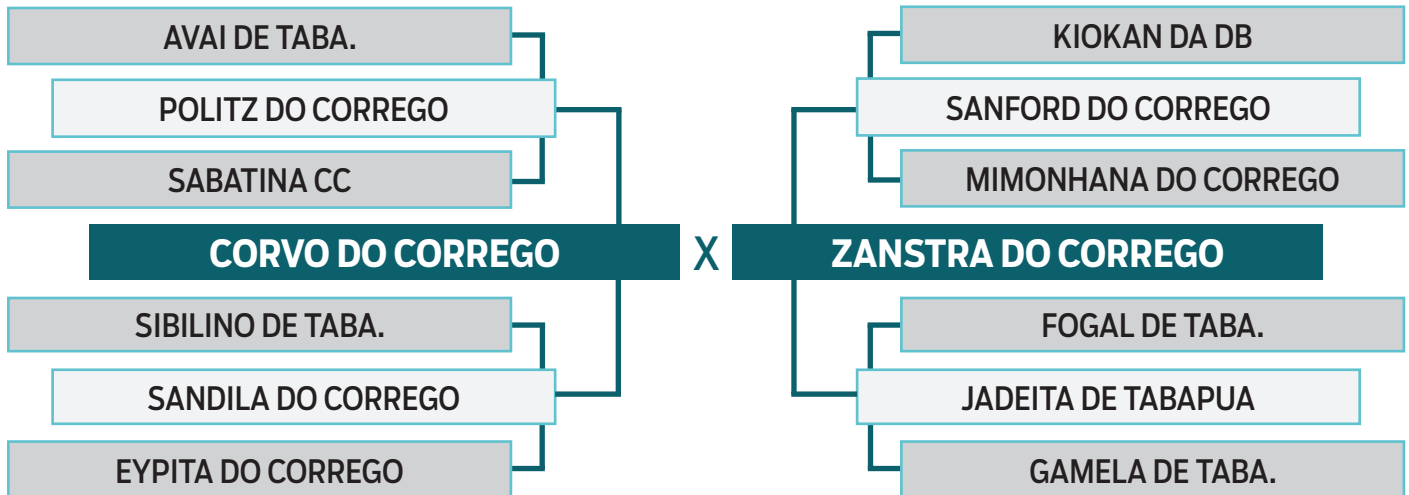 AVAI DE TABA.
POLITZ DO CORREGO
SABATINA CC
CORVO DO CORREGO
SIBILINO DE TABA.
SANDILA DO CORREGO
EYPITA DO CORREGO
X
KIOKAN DA DB
SANFORD DO CORREGO
MIMONHANA DO CORREGO
ZANSTRA DO CORREGO
FOGAL DE TABA.
JADEITA DE TABAPUA
GAMELA DE TABA.